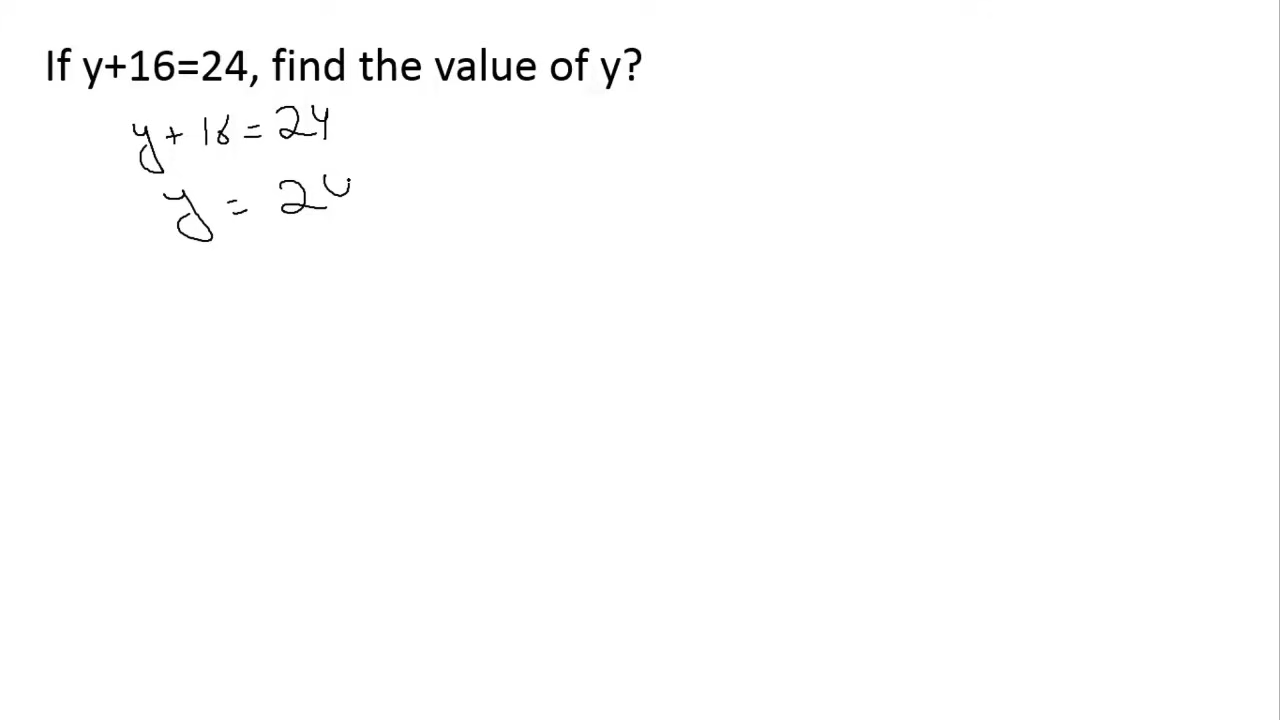 If y+16=24, find the value of y?
y + 16 = 24
y = 2